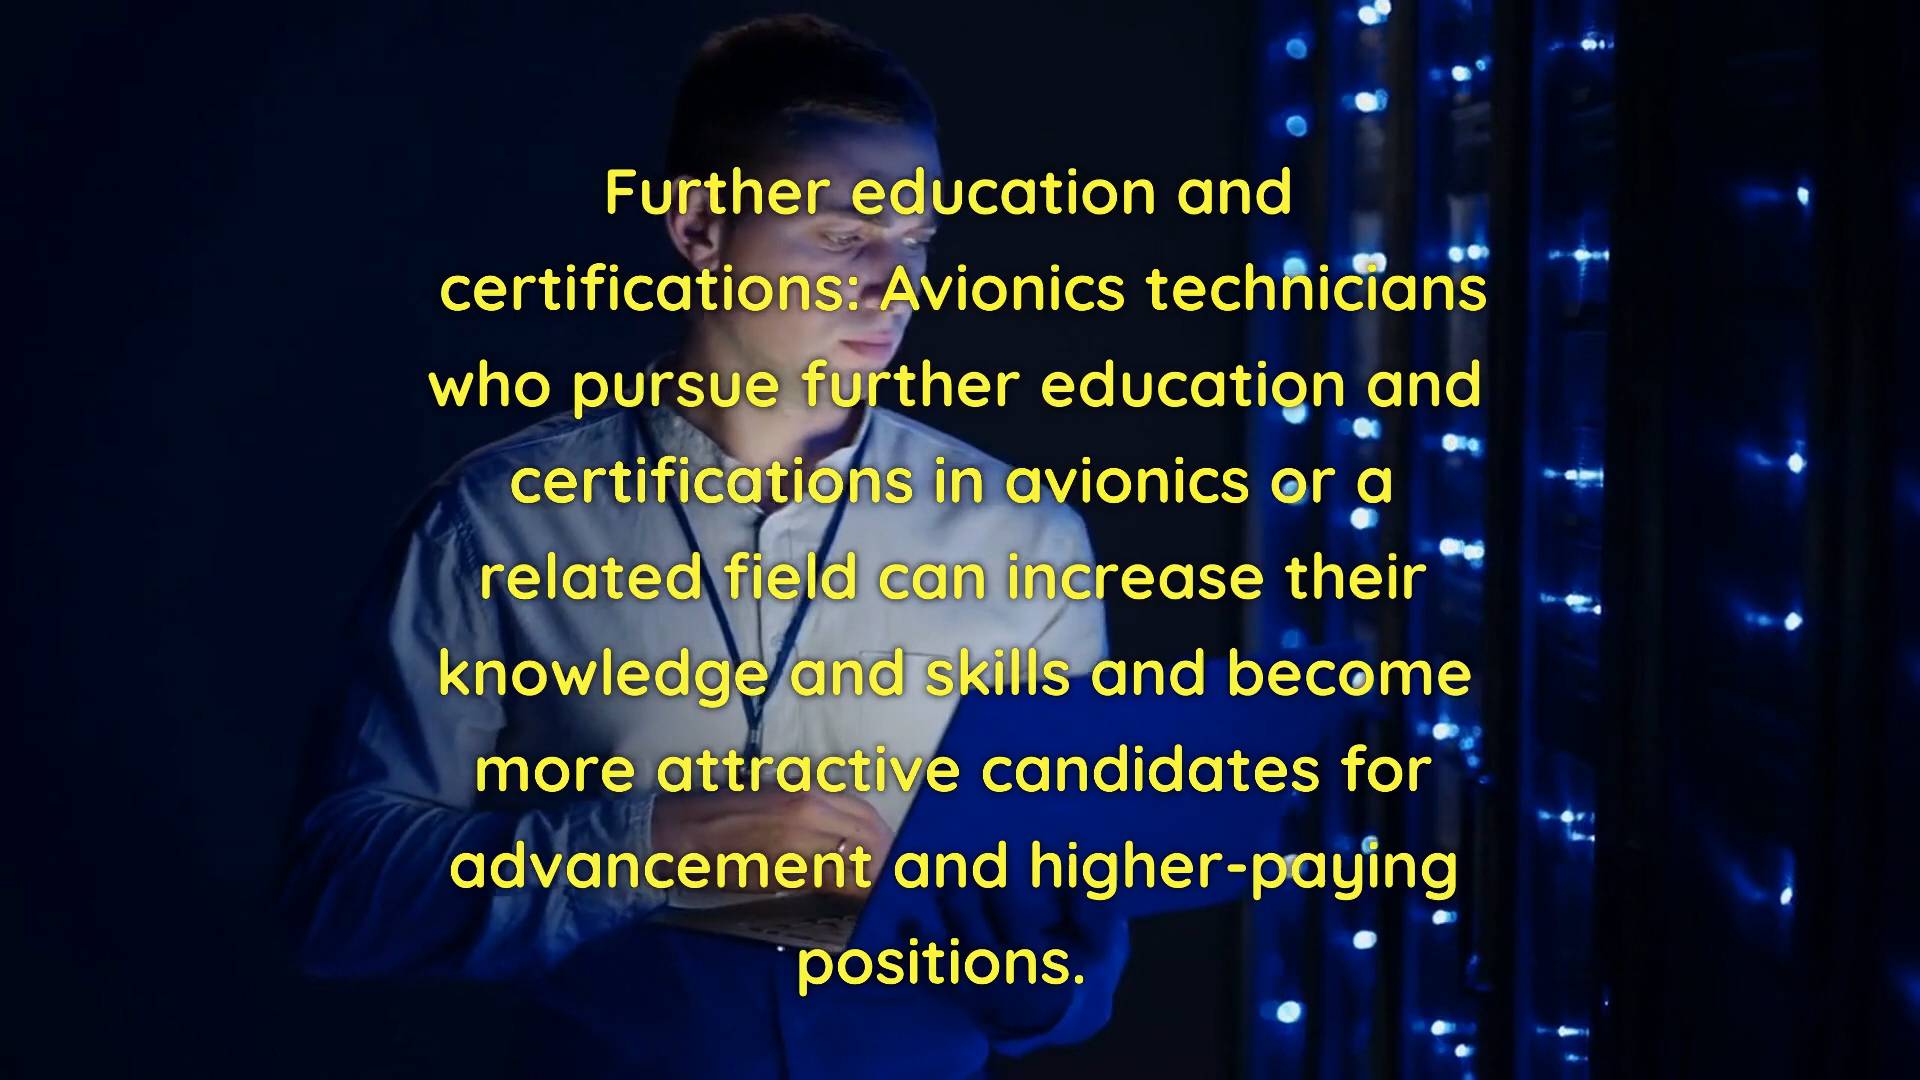 Further education and
certifications: Avionics technicians
who pursue further education and
certifications in avionics or a
related field can increase their
knowledge and skills and become
more attractive candidates for
advancement and higher-paying
positions.